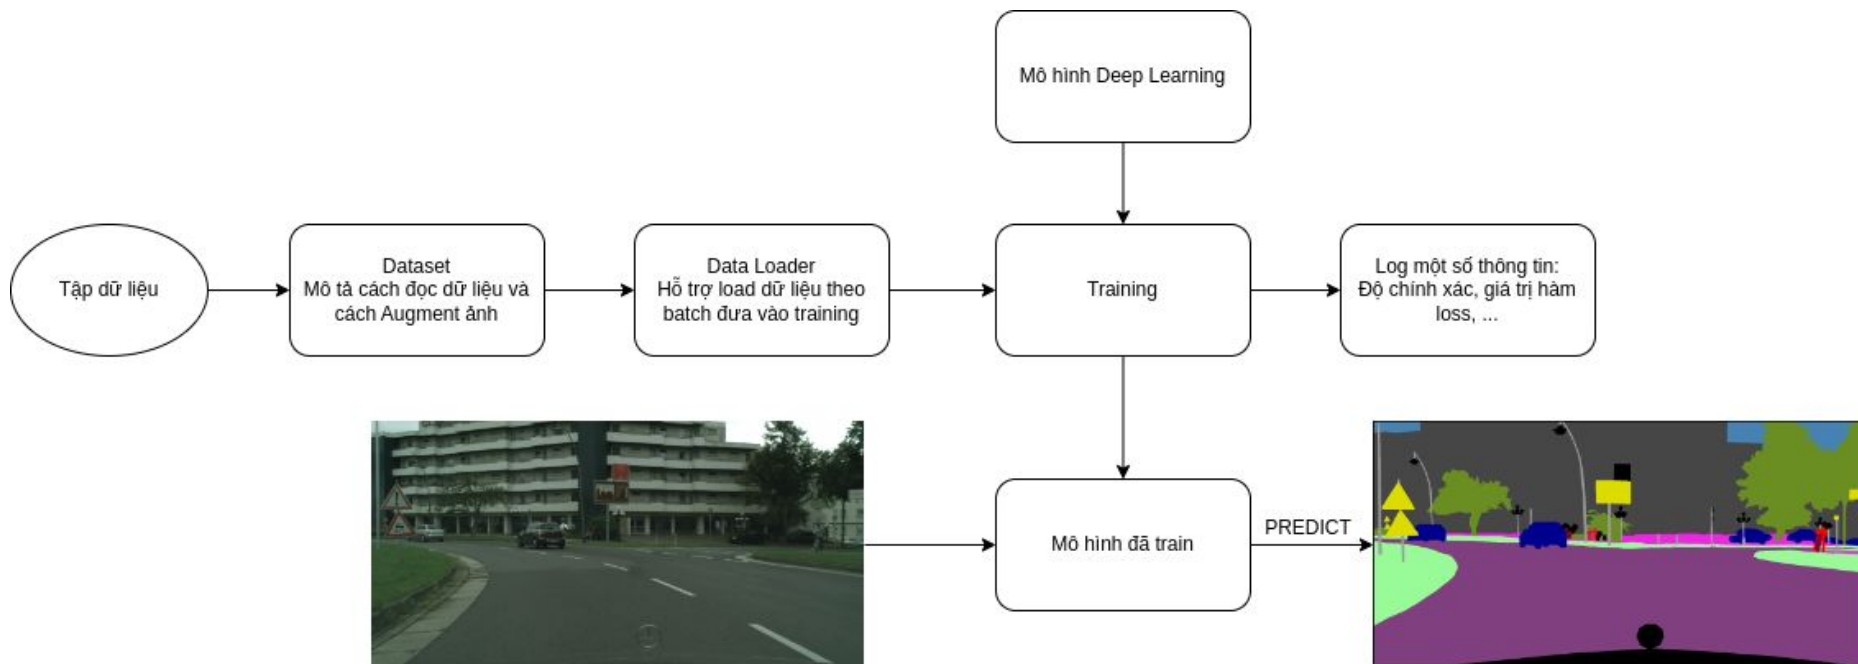 Mô hình Deep Learning
Tập dữ liệu
Dataset
Mô tả cách đọc dữ liệu và
cách Augment ảnh
Data Loader
Hỗ trợ load dữ liệu theo
batch đưa vào training
Training
Log một số thông tin:
Độ chính xác, giá trị hàm
loss, ...
Mô hình đã train
PREDICT